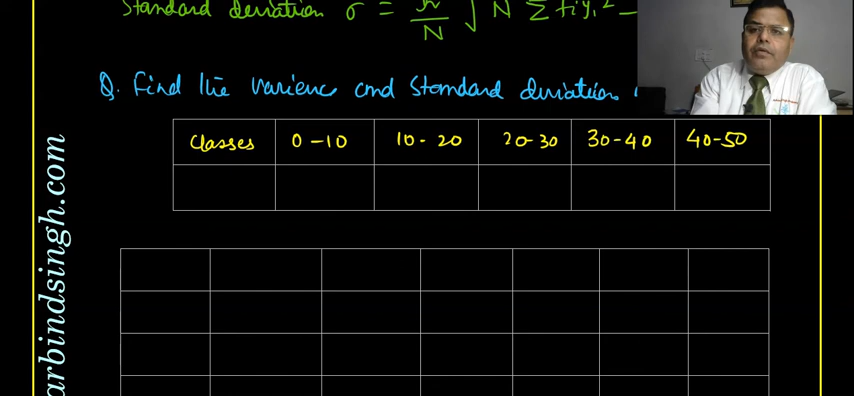 Standard deviation σ = h/N √ N Σ fiyi² –
Q. Find the varience and Standard deviation
Classes 0-10 10-20 20-30 30-40 40-50
arbindsingh.com